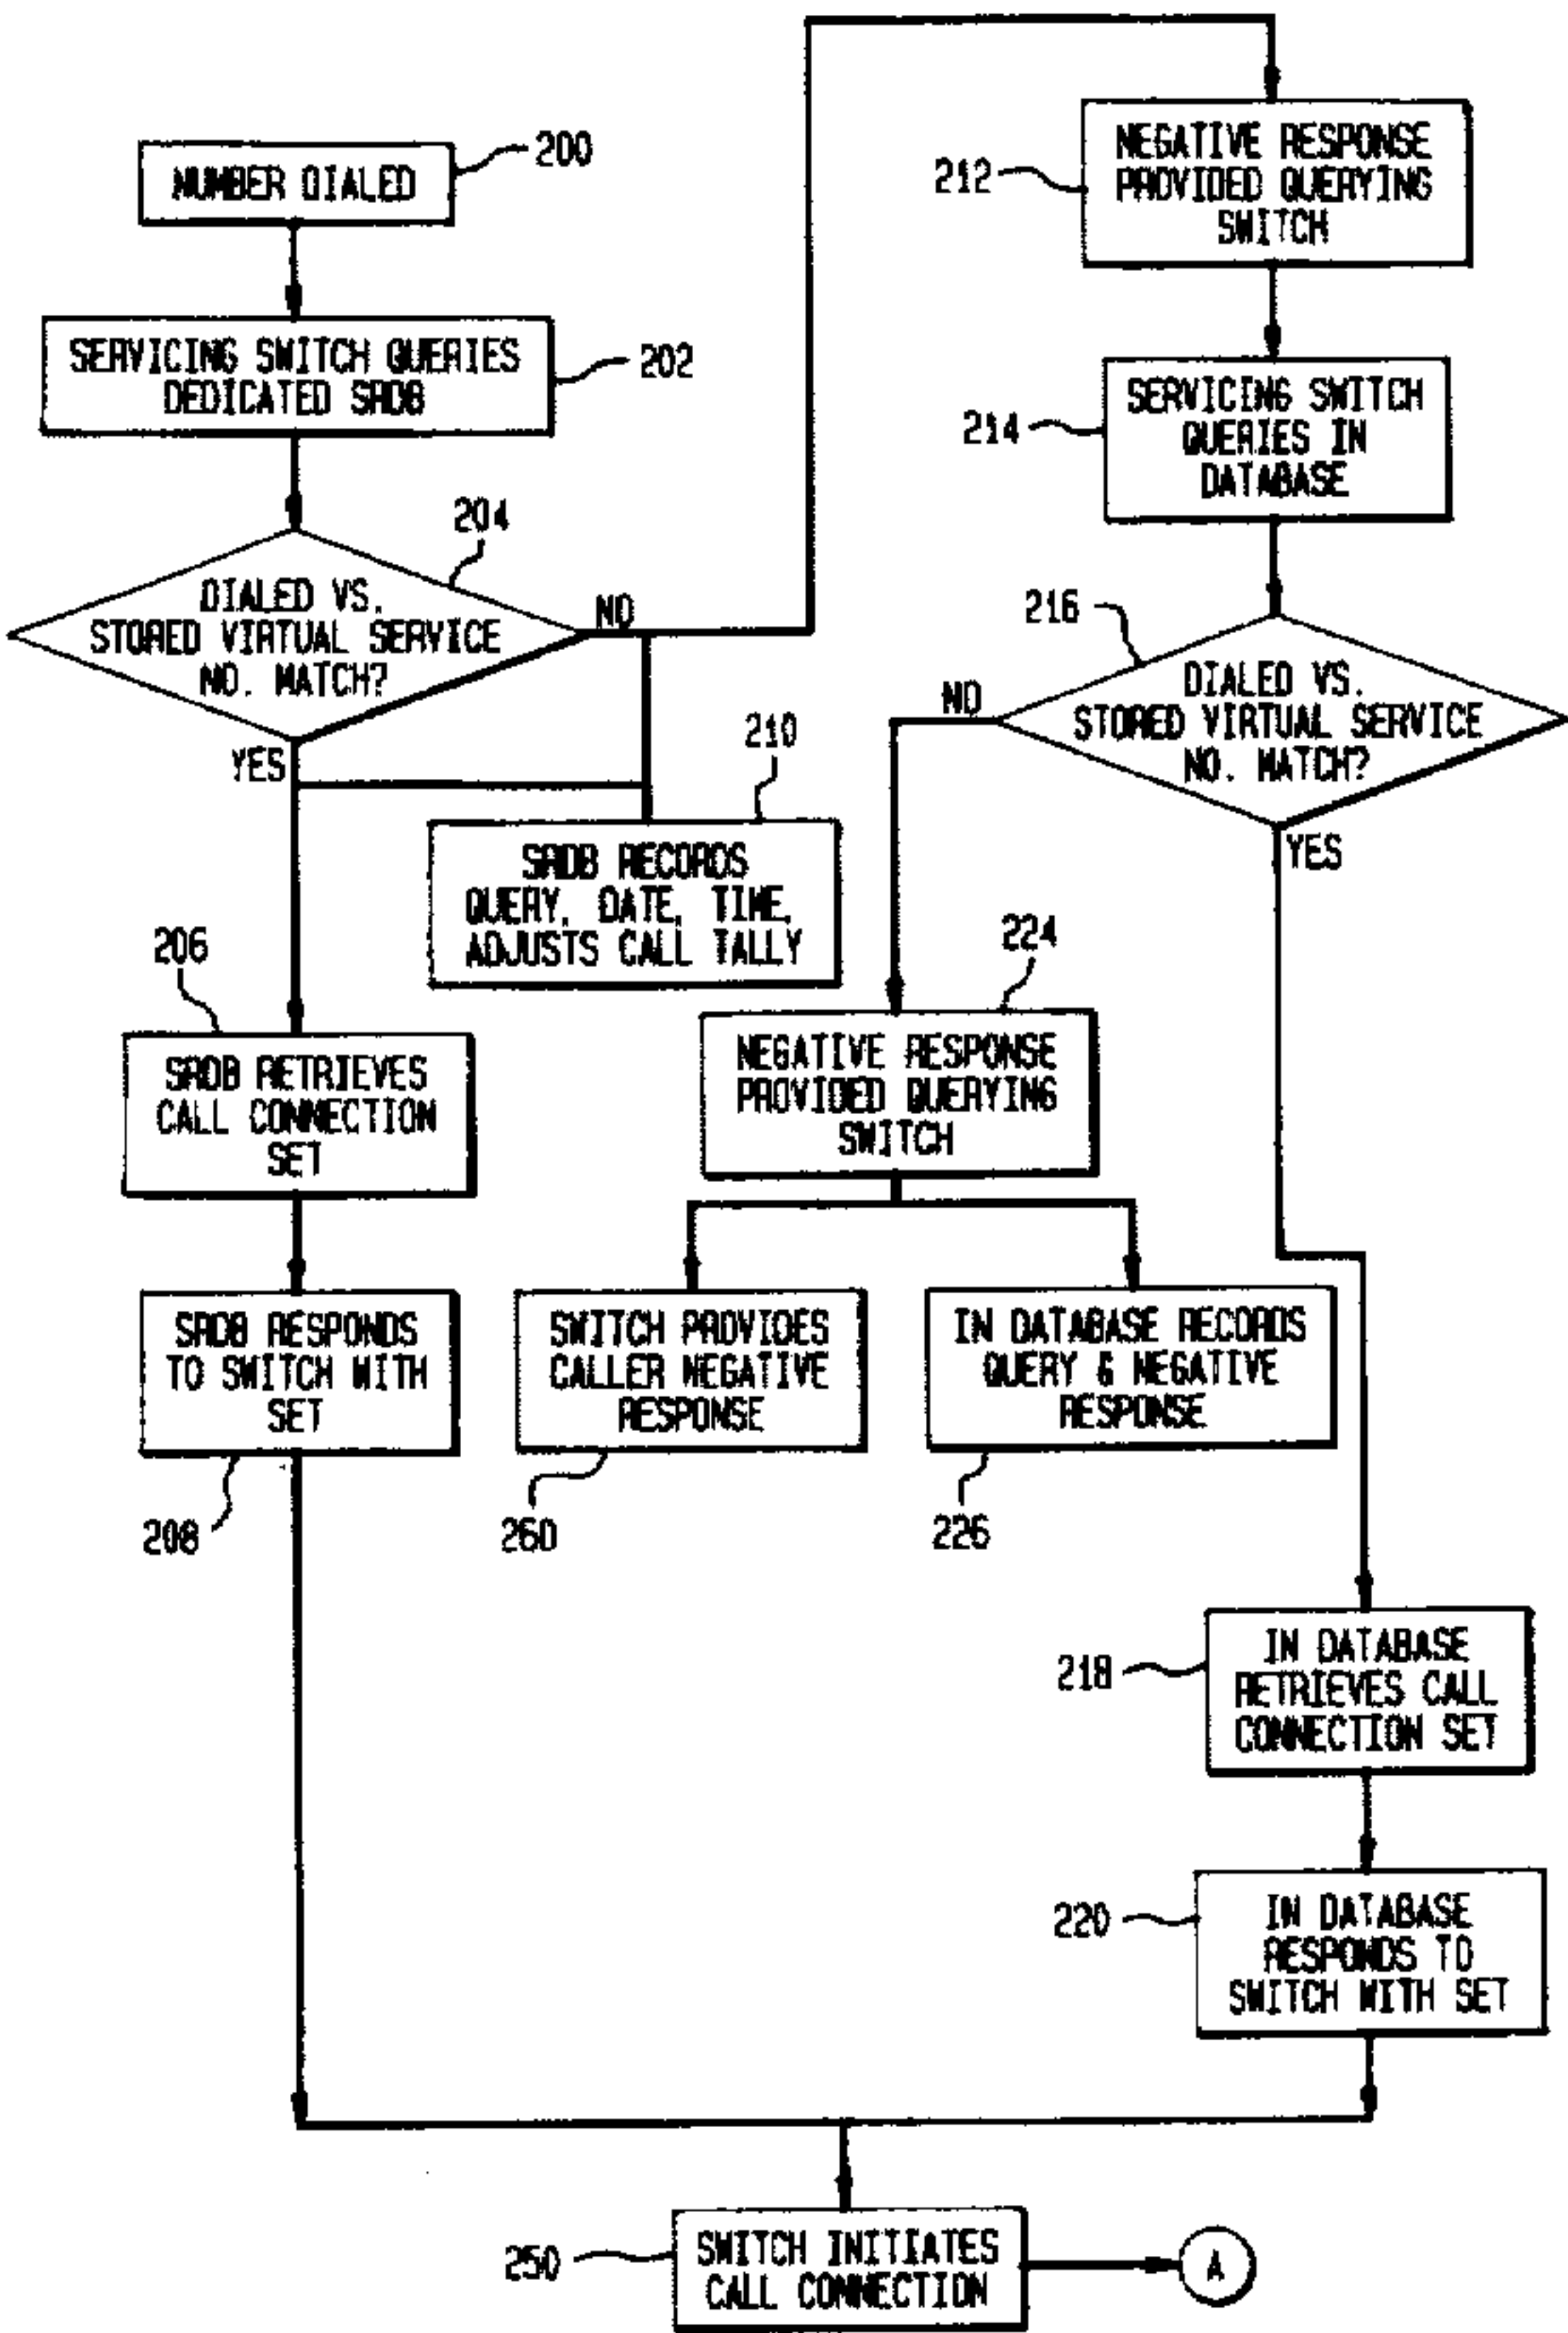 NUMBER DIALED
200
SERVICING SWITCH QUERIES
DEDICATED SRDB
202
204
DIALED VS.
STORED VIRTUAL SERVICE
NO. MATCH?
NO
YES
210
SRDB RECORDS
QUERY, DATE, TIME,
ADJUSTS CALL TALLY
206
SRDB RETRIEVES
CALL CONNECTION
SET
SRDB RESPONDS
TO SWITCH WITH
SET
208
212
NEGATIVE RESPONSE
PROVIDED QUERYING
SWITCH
214
SERVICING SWITCH
QUERIES IN
DATABASE
216
DIALED VS.
STORED VIRTUAL SERVICE
NO. MATCH?
NO
YES
224
NEGATIVE RESPONSE
PROVIDED QUERYING
SWITCH
SWITCH PROVIDES
CALLER NEGATIVE
RESPONSE
260
IN DATABASE RECORDS
QUERY & NEGATIVE
RESPONSE
226
218
IN DATABASE
RETRIEVES CALL
CONNECTION SET
220
IN DATABASE
RESPONDS TO
SWITCH WITH SET
250
SWITCH INITIATES
CALL CONNECTION
A